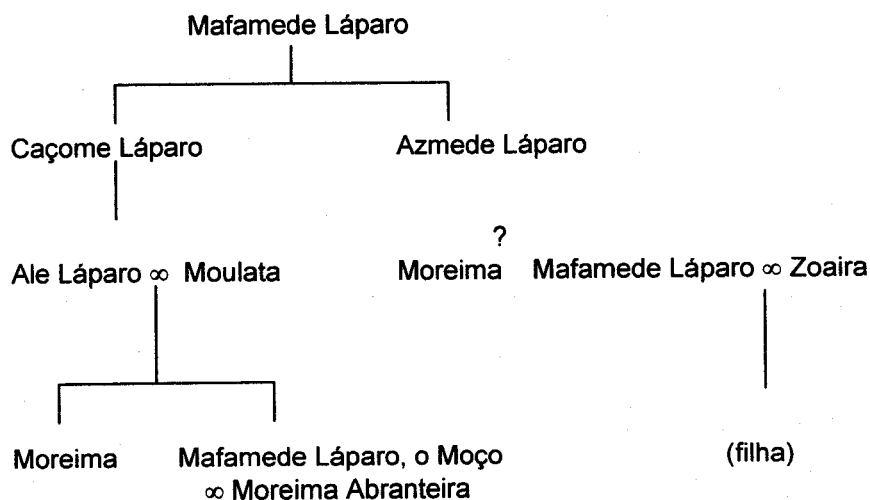 Mafamede Láparo
Caçome Láparo Azmede Láparo
?
Ale Láparo ∞ Moulata Moreima Mafamede Láparo ∞ Zoaira
Moreima Mafamede Láparo, o Moço (filha)
∞ Moreima Abranteira